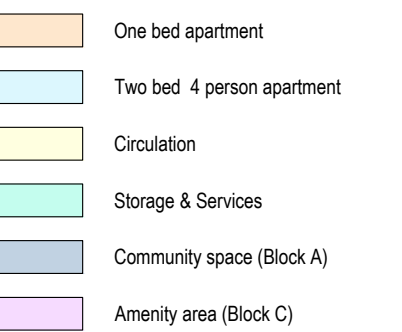 One bed apartment
Two bed 4 person apartment
Circulation
Storage & Services
Community space (Block A)
Amenity area (Block C)